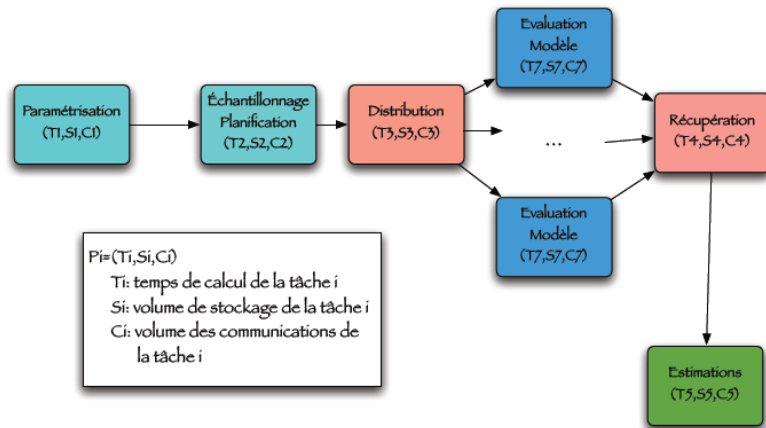 Paramétrisation
(T1,S1,C1)
Échantillonnage
Planification
(T2,S2,C2)
Distribution
(T3,S3,C3)
Evaluation
Modèle
(T7,S7,C7)
...
Evaluation
Modèle
(T7,S7,C7)
Récupération
(T4,S4,C4)
Estimations
(T5,S5,C5)
Pi=(Ti,Si,Ci)
Ti: temps de calcul de la tâche i
Si: volume de stockage de la tâche i
Ci: volume des communications de
la tâche i